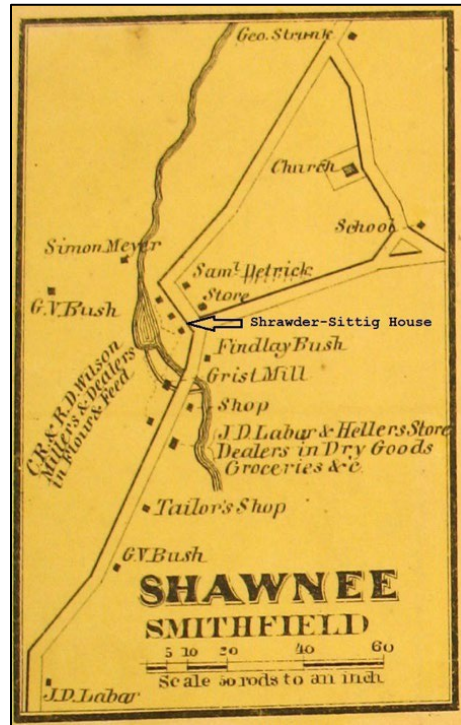 Geo. Strunk
Church
School
Simon Meyer
Saml. Detrick
Store
G.V. Bush
Shrawder-Sittig House
Findlay Bush
C.R. & R.D. Wilson
Millers & Dealers
in Flour & Feed
Grist Mill
Shop
J.D. Labar & Hellers Store
Dealers in Dry Goods
Groceries &c.
Tailor's Shop
G.V. Bush
SHAWNEE
SMITHFIELD
5 10 20 40 60
Scale 50 rods to an inch
J.D. Labar